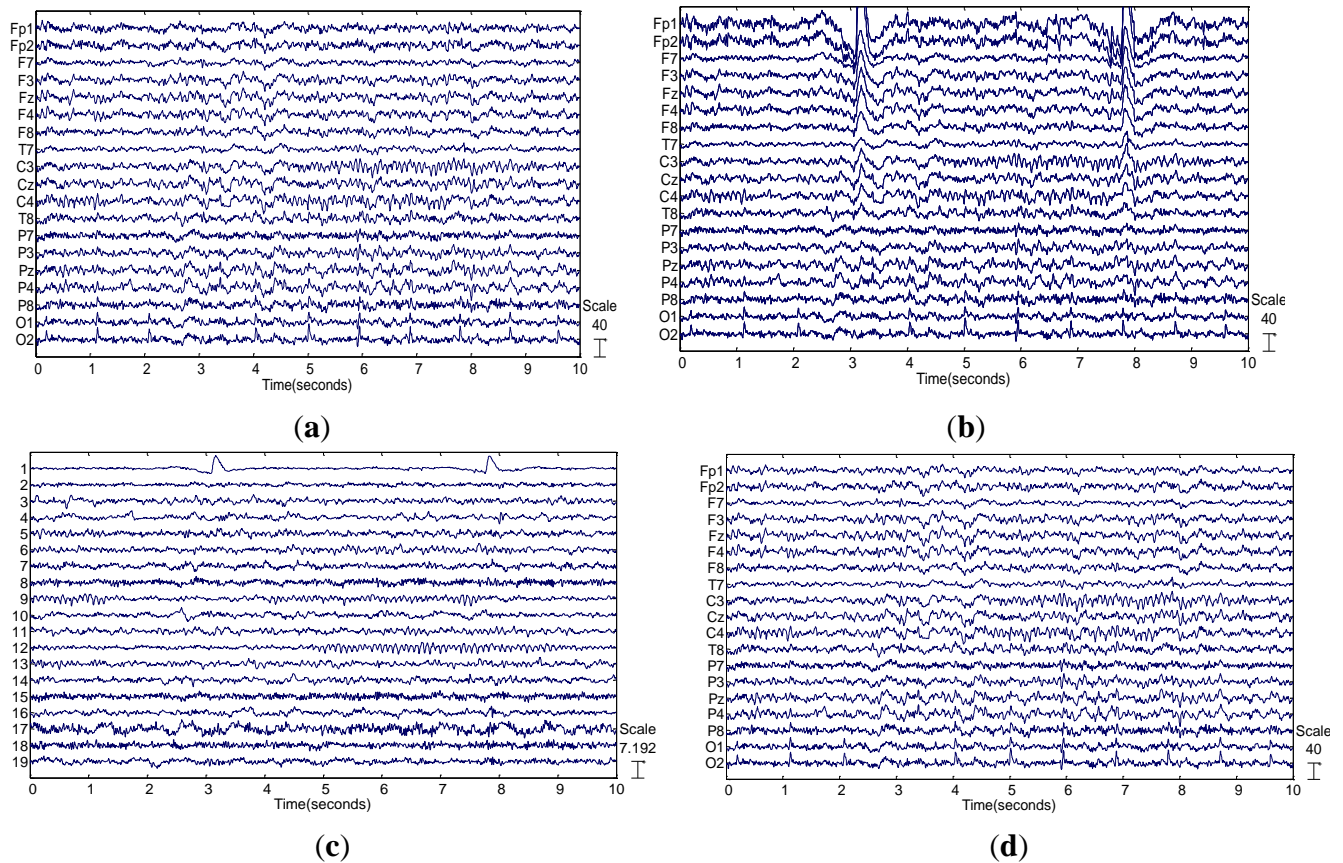 Fp1
Fp2
F7
F3
Fz
F4
F8
T7
C3
Cz
C4
T8
P7
P3
Pz
P4
P8
O1
O2
Scale
40
0 1 2 3 4 5 6 7 8 9 10
Time(seconds)
(a)
Fp1
Fp2
F7
F3
Fz
F4
F8
T7
C3
Cz
C4
T8
P7
P3
Pz
P4
P8
O1
O2
Scale
40
0 1 2 3 4 5 6 7 8 9 10
Time(seconds)
(b)
1
2
3
4
5
6
7
8
9
10
11
12
13
14
15
16
17
18
19
Scale
7.192
0 1 2 3 4 5 6 7 8 9 10
Time(seconds)
(c)
Fp1
Fp2
F7
F3
Fz
F4
F8
T7
C3
Cz
C4
T8
P7
P3
Pz
P4
P8
O1
O2
Scale
40
0 1 2 3 4 5 6 7 8 9 10
Time(seconds)
(d)